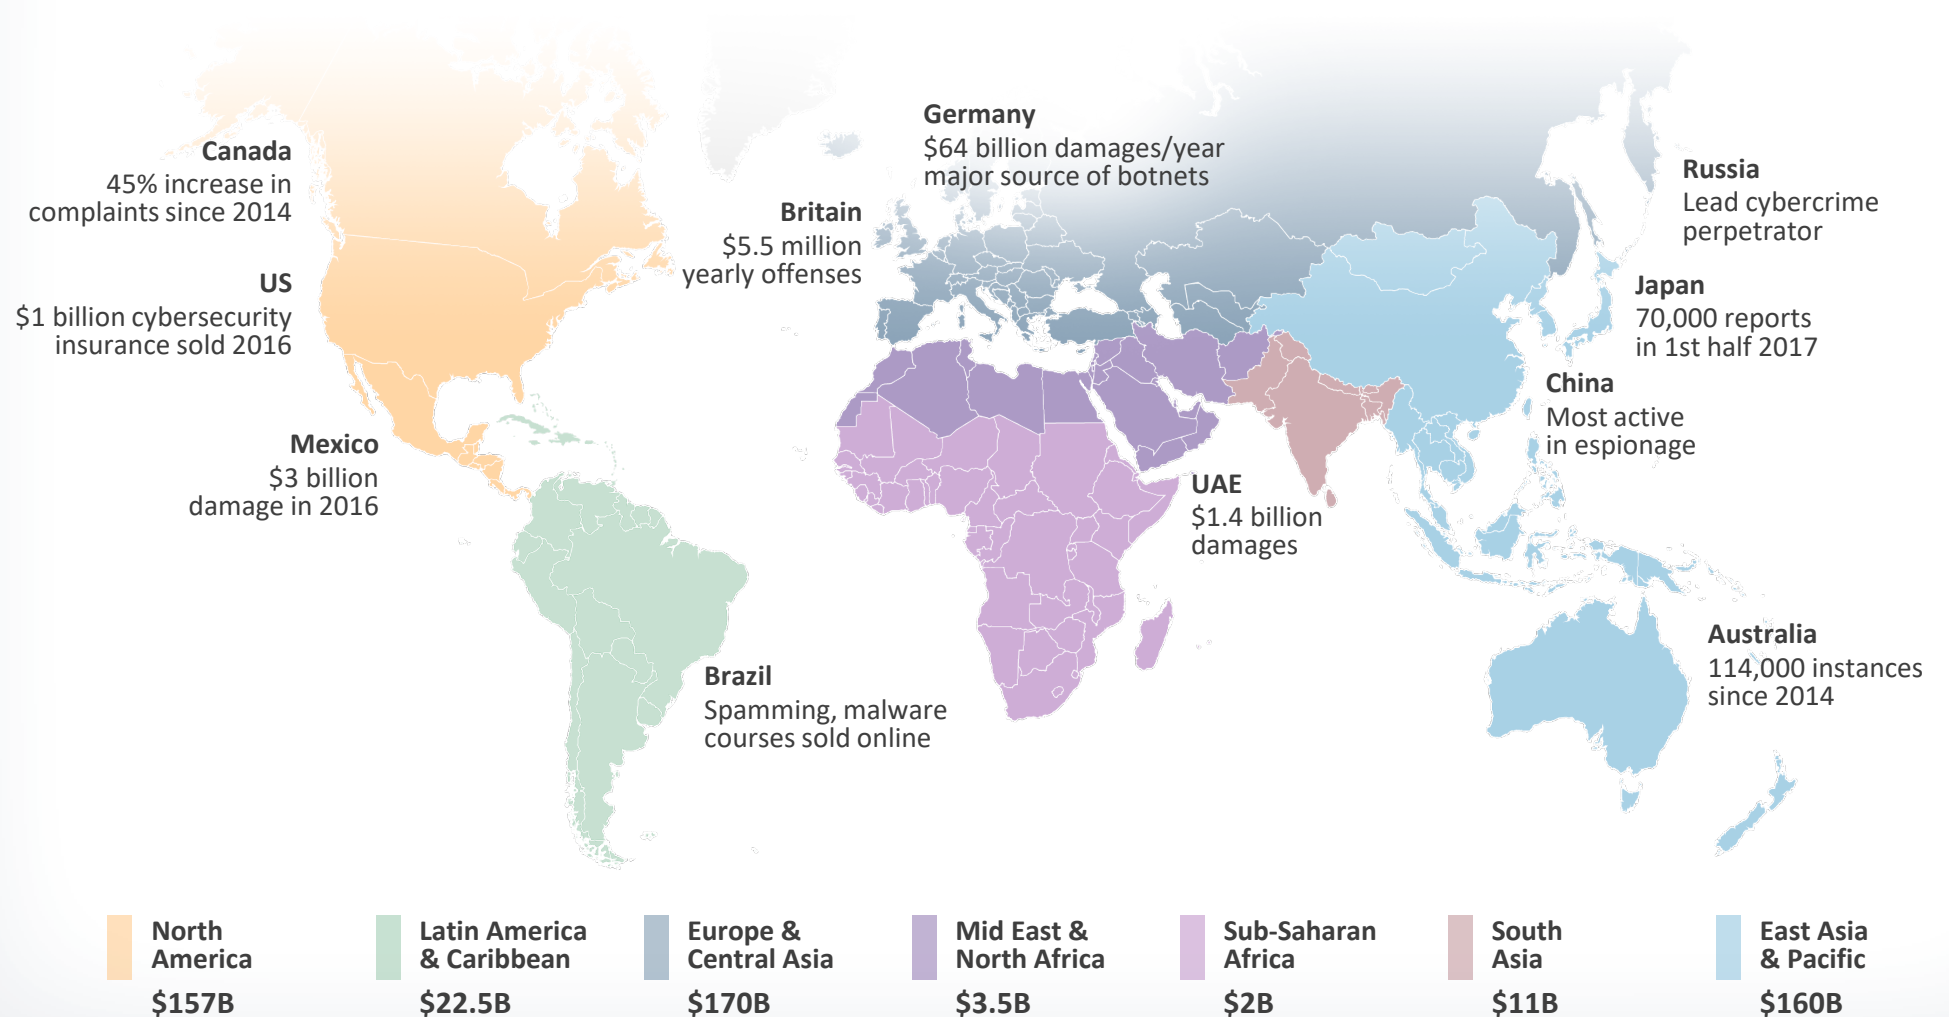 Canada
45% increase in
complaints since 2014
US
$1 billion cybersecurity
insurance sold 2016
Mexico
$3 billion
damage in 2016
Brazil
Spamming, malware
courses sold online
Britain
$5.5 million
yearly offenses
Germany
$64 billion damages/year
major source of botnets
UAE
$1.4 billion
damages
Russia
Lead cybercrime
perpetrator
Japan
70,000 reports
in 1st half 2017
China
Most active
in espionage
Australia
114,000 instances
since 2014
North
America
$157B
Latin America
& Caribbean
$22.5B
Europe &
Central Asia
$170B
Mid East &
North Africa
$3.5B
Sub-Saharan
Africa
$2B
South
Asia
$11B
East Asia
& Pacific
$160B